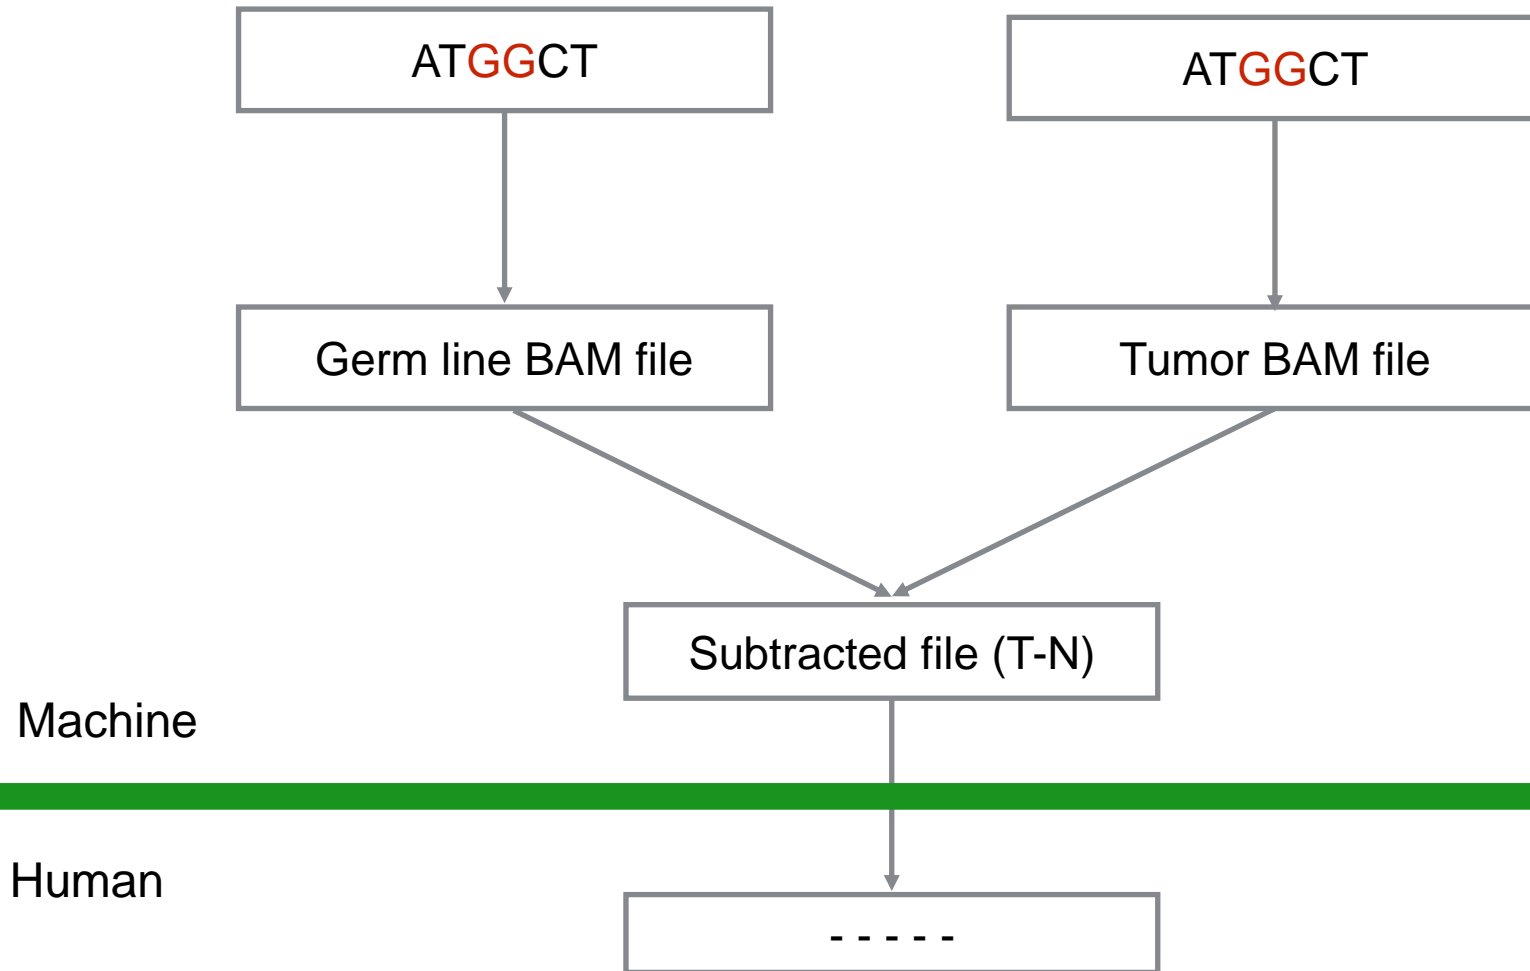 ATGGCT
ATGGCT
Germ line BAM file
Tumor BAM file
Subtracted file (T-N)
Machine
Human
- - - - -